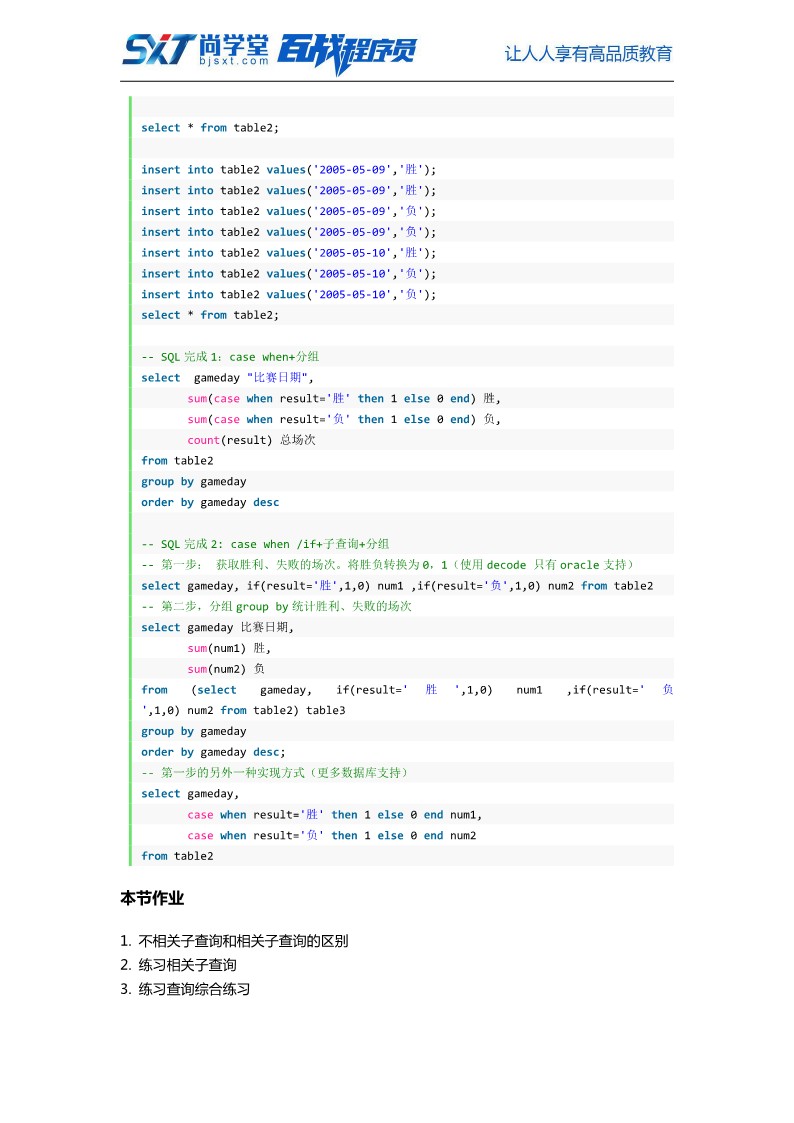 SXT 尚学堂 百战程序员 让人人享有高品质教育
bjsxt.com
select * from table2;
insert into table2 values('2005-05-09','胜');
insert into table2 values('2005-05-09','胜');
insert into table2 values('2005-05-09','负');
insert into table2 values('2005-05-09','负');
insert into table2 values('2005-05-10','胜');
insert into table2 values('2005-05-10','负');
insert into table2 values('2005-05-10','负');
select * from table2;
-- SQL 完成 1: case when+分组
select  gameday "比赛日期",
       sum(case when result='胜' then 1 else 0 end) 胜,
       sum(case when result='负' then 1 else 0 end) 负,
       count(result) 总场次
from table2
group by gameday
order by gameday desc
-- SQL 完成 2: case when /if+子查询+分组
-- 第一步： 获取胜利、失败的场次。将胜负转换为 0，1（使用 decode 只有 oracle 支持）
select gameday, if(result='胜',1,0) num1 ,if(result='负',1,0) num2 from table2
-- 第二步，分组 group by 统计胜利、失败的场次
select gameday 比赛日期,
       sum(num1) 胜,
       sum(num2) 负
from (select gameday, if(result=' 胜 ',1,0) num1 ,if(result=' 负
',1,0) num2 from table2) table3
group by gameday
order by gameday desc;
-- 第一步的另外一种实现方式（更多数据库支持）
select gameday,
       case when result='胜' then 1 else 0 end num1,
       case when result='负' then 1 else 0 end num2
from table2
本节作业
1. 不相关子查询和相关子查询的区别
2. 练习相关子查询
3. 练习查询综合练习